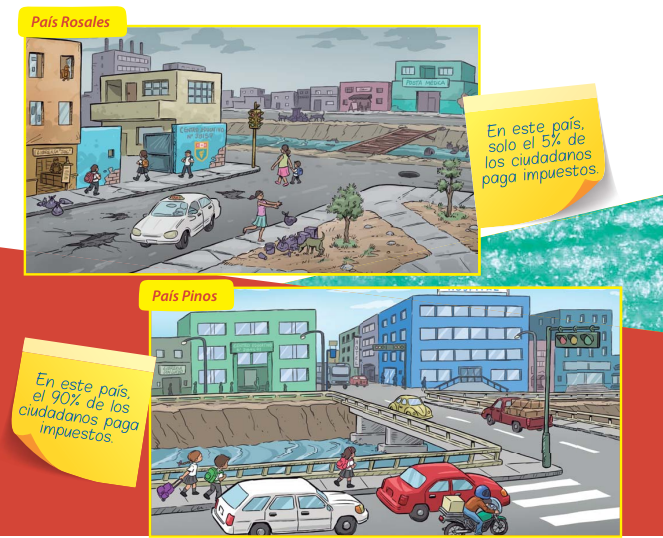 País Rosales
POSTA MÉDICA
En este país,
solo el 5% de
los ciudadanos
paga impuestos.
País Pinos
En este país,
el 90% de los
ciudadanos paga
impuestos.